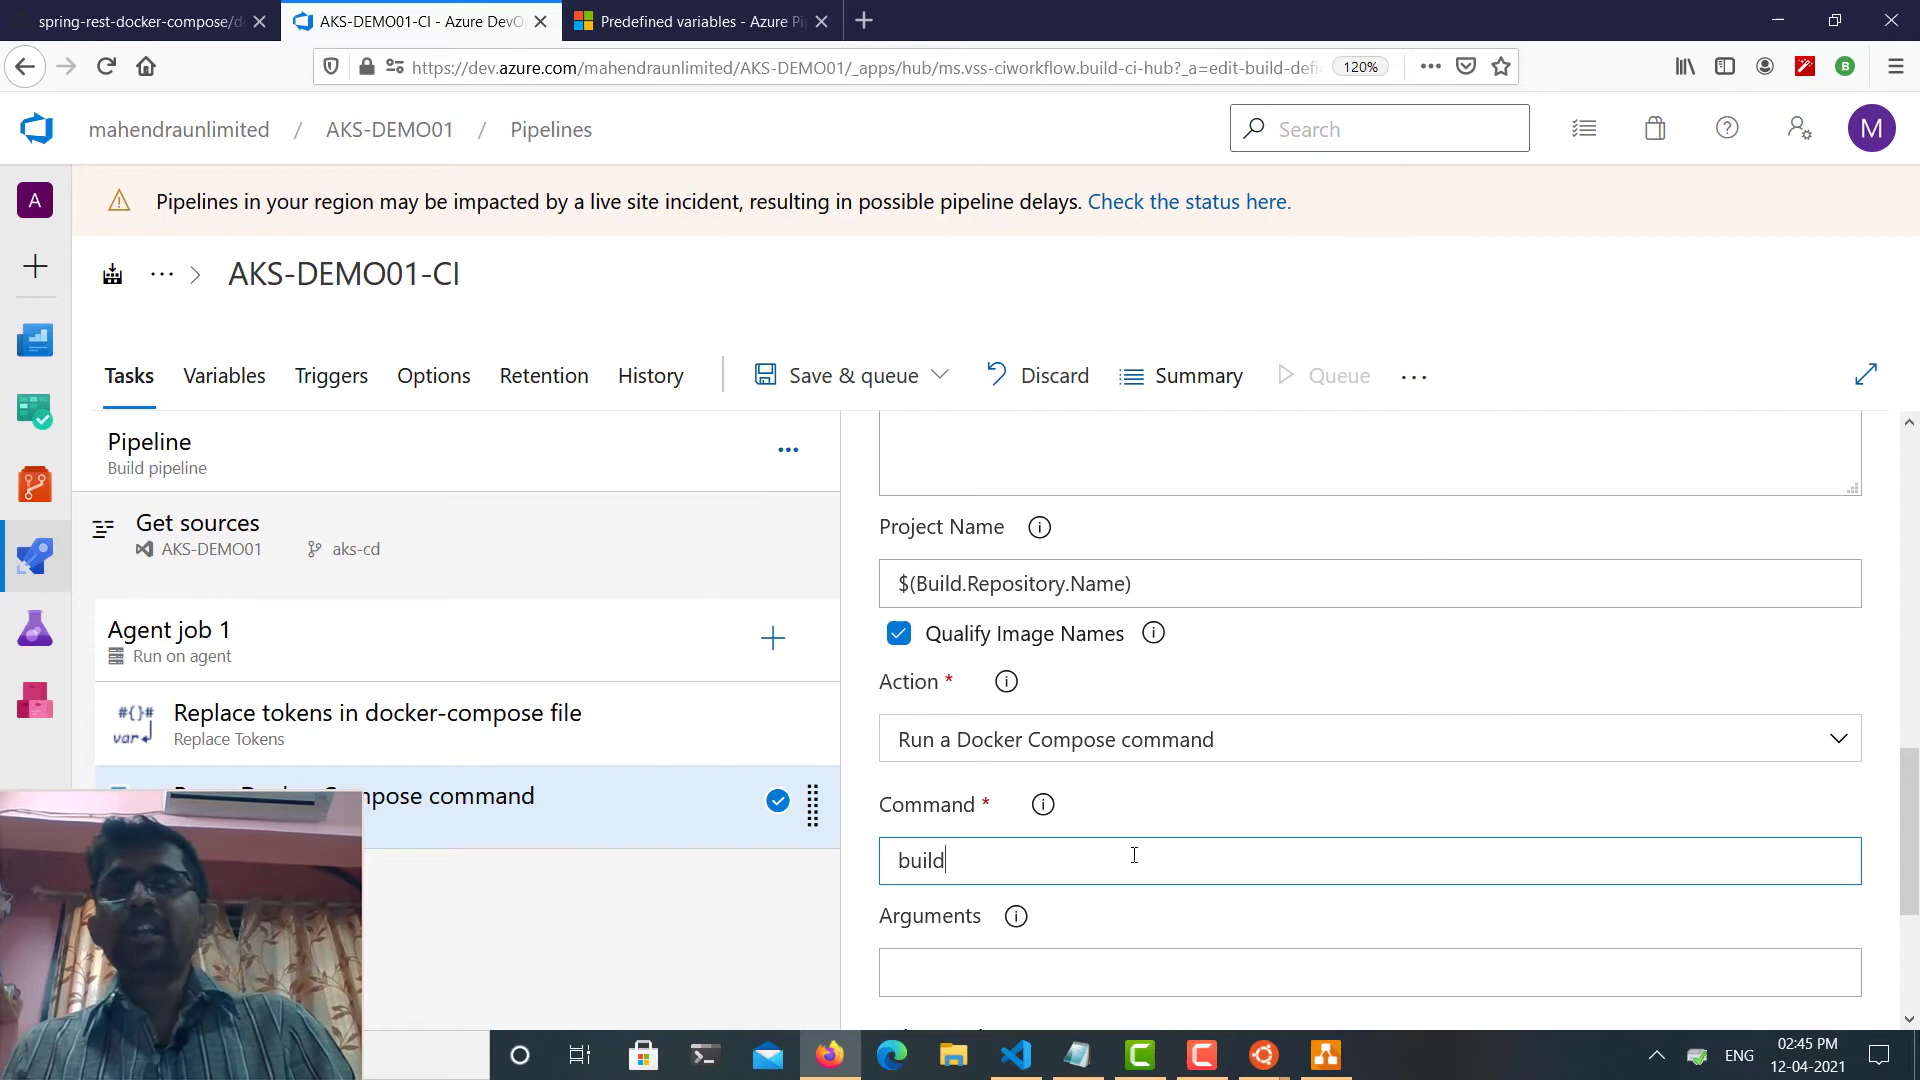 spring-rest-docker-compose/d
AKS-DEMO01-CI - Azure DevO
Predefined variables - Azure Pi
https://dev.azure.com/mahendraunlimited/AKS-DEMO01/_apps/hub/ms.vss-ciworkflow.build-ci-hub?_a=edit-build-defi
120%
B
mahendraunlimited / AKS-DEMO01 / Pipelines
Search
M
A
Pipelines in your region may be impacted by a live site incident, resulting in possible pipeline delays. Check the status here.
... > AKS-DEMO01-CI
Tasks Variables Triggers Options Retention History Save & queue Discard Summary Queue ...
Pipeline
Build pipeline
Get sources
AKS-DEMO01 aks-cd
Agent job 1
Run on agent
#{}#
var
Replace tokens in docker-compose file
Replace Tokens
Compose command
Project Name
$(Build.Repository.Name)
Qualify Image Names
Action *
Run a Docker Compose command
Command *
build
Arguments
ENG
02:45 PM
12-04-2021